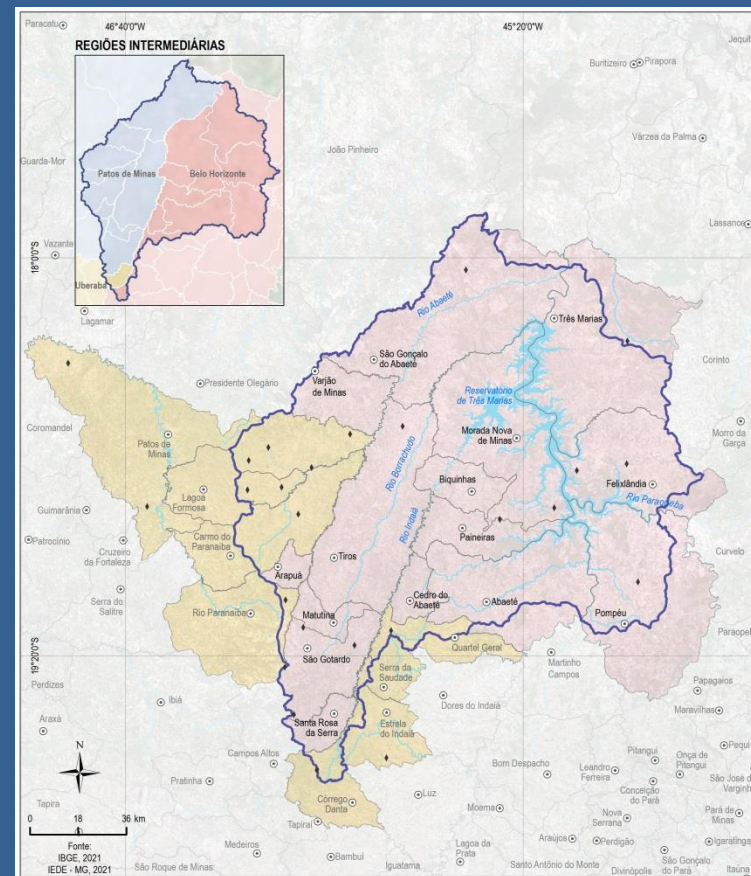 46°40'0"W
45°20'0"W
Paracatu
REGIÕES INTERMEDIÁRIAS
Patos de Minas
Belo Horizonte
Uberaba
Buritizeiro
Pirapora
Jequit
João Pinheiro
Várzea da Palma
Guarda-Mor
Lassance
Vazante
18°0'0"S
Lagamar
Rio Abaeté
Três Marias
São Gonçalo
do Abaeté
Corinto
Varjão
de Minas
Presidente Olegário
Reservatório
de Três Marias
Coromandel
Patos de
Minas
Morada Nova
de Minas
Morro da
Garça
Rio Borrachudo
Biquinhas
Felixlândia
Lagoa
Formosa
Rio Paraopeba
Guimarânia
Rio Indaiá
Paineiras
Patrocínio
Cruzeiro
da Fortaleza
Carmo do
Paranaíba
Curvelo
Tiros
Arapuá
Serra do
Salitre
Cedro do
Abaeté
Abaeté
Rio Paranaíba
Matutina
Pompéu
Quartel Geral
Paraopel
19°20'0"S
São Gotardo
Martinho
Campos
Serra da
Saudade
Perdizes
Ibiá
Dores do Indaiá
Papagaios
Maravilhas
Araxá
Santa Rosa
da Serra
Estrela
do Indaiá
N
Pequi
Campos Altos
Bom Despacho
Pitangui
Onça de
Pitangui
Leandro
Ferreira
São José d
Varginh
Pratinha
Luz
Conceição
do Pará
Tapira
Córrego
Danta
Moema
Pará de
Minas
0 18 36 km
Tapiraí
Nova
Serrana
Fonte:
IBGE, 2021
IEDE - MG, 2021
Medeiros
Araújos
Perdigão
Igaratinga
Bambuí
Lagoa da
Prata
São Gonçalo
do Pará
São Roque de Minas
Iguatama
Santo Antônio do Monte
Divinópolis
Itaúna